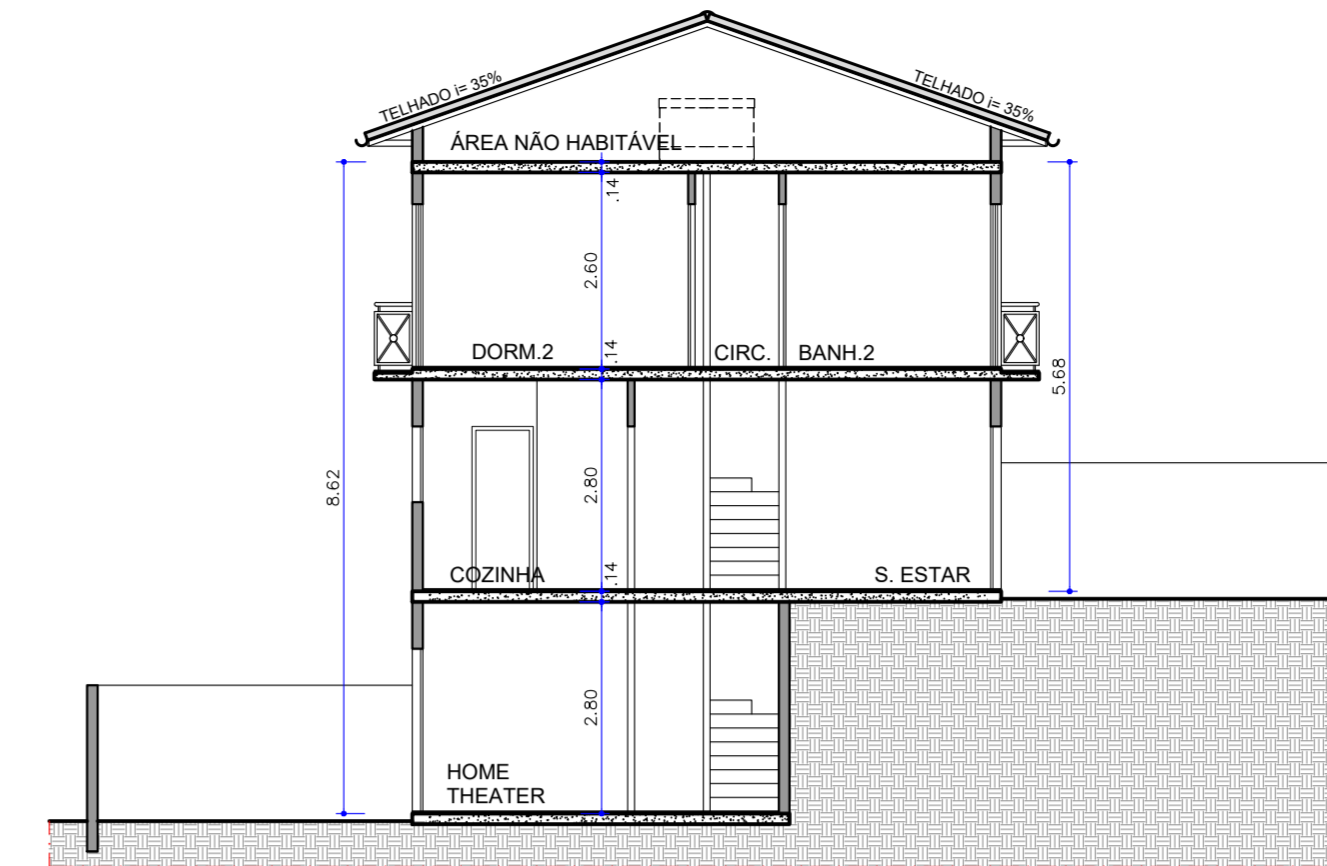 TELHADO i= 35%
TELHADO i= 35%
ÁREA NÃO HABITÁVEL
.14
2.60
DORM.2
.14
CIRC.
BANH.2
5.68
8.62
2.80
COZINHA
.14
S. ESTAR
2.80
HOME
THEATER